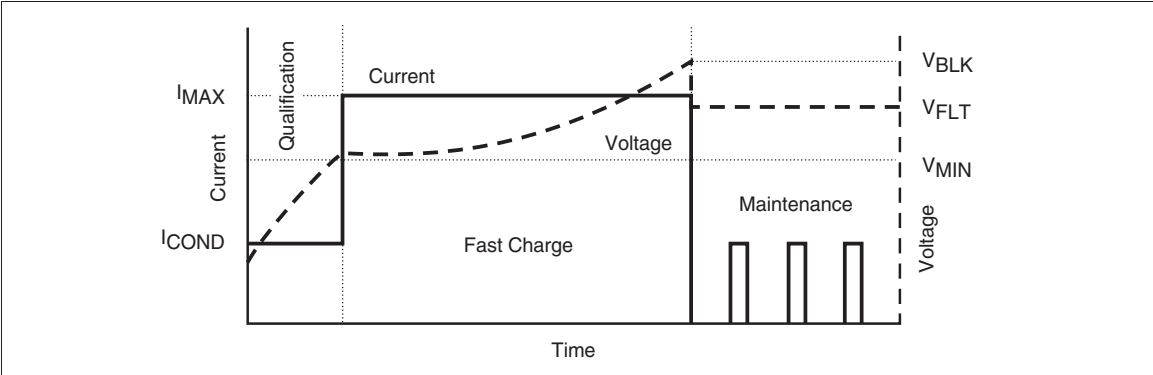 Qualification
Current
IMAX
VBLK
VFLT
Voltage
Current
VMIN
Maintenance
ICOND
Fast Charge
Voltage
Time